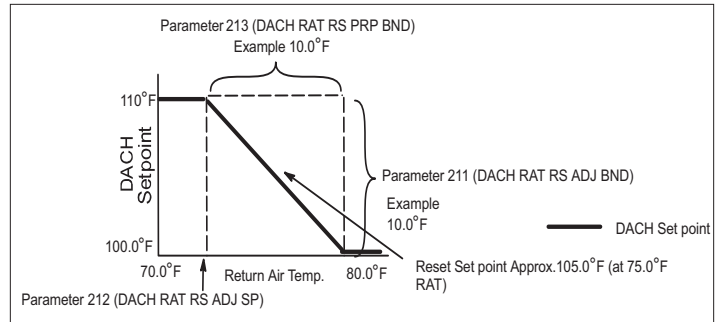 Parameter 213 (DACH RAT RS PRP BND)
Example 10.0°F
110°F
DACH
Setpoint
Parameter 211 (DACH RAT RS ADJ BND)
Example
10.0°F
DACH Set point
100.0°F
70.0°F
Return Air Temp.
80.0°F
Reset Set point Approx.105.0°F (at 75.0°F
RAT)
Parameter 212 (DACH RAT RS ADJ SP)